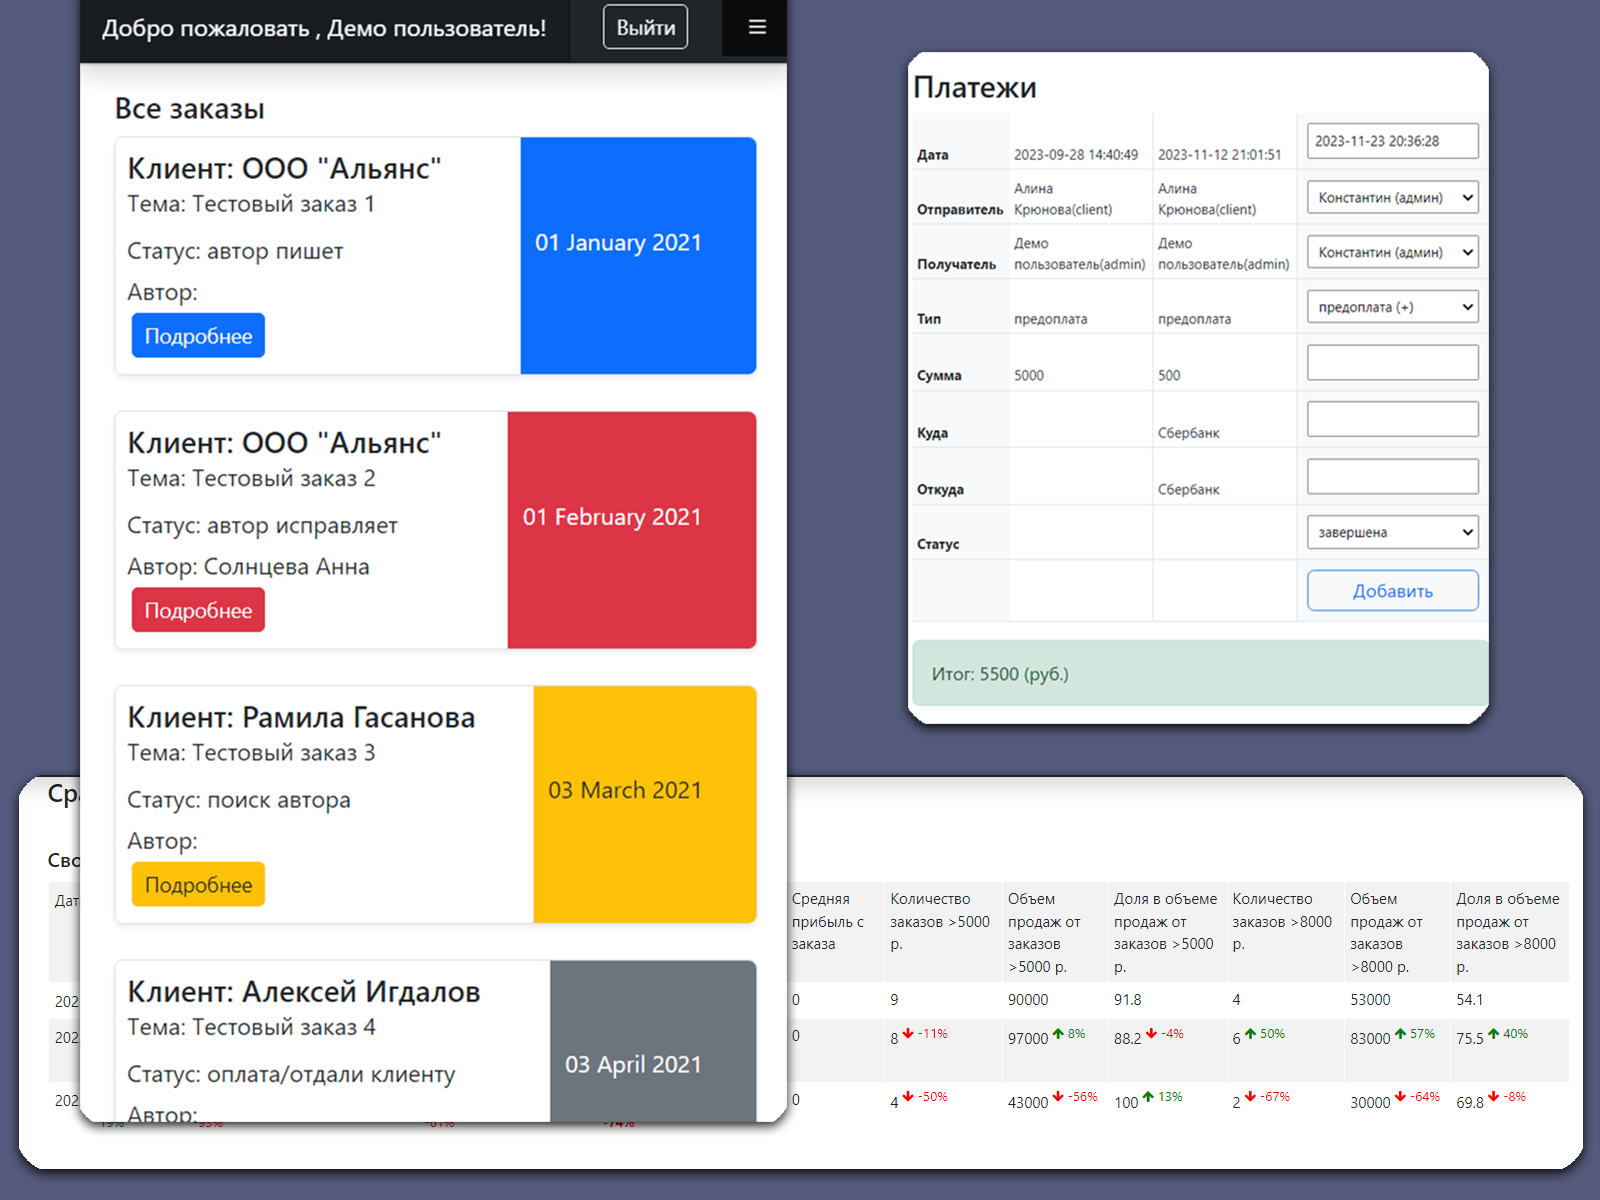 Добро пожаловать , Демо пользователь!
Выйти
Все заказы
Клиент: ООО "Альянс"
Тема: Тестовый заказ 1
Статус: автор пишет
Автор:
Подробнее
01 January 2021
Клиент: ООО "Альянс"
Тема: Тестовый заказ 2
Статус: автор исправляет
Автор: Солнцева Анна
Подробнее
01 February 2021
Клиент: Рамила Гасанова
Тема: Тестовый заказ 3
Статус: поиск автора
Автор:
Подробнее
03 March 2021
Клиент: Алексей Игдалов
Тема: Тестовый заказ 4
Статус: оплата/отдали клиенту
Автор:
03 April 2021
Платежи
Дата 2023-09-28 14:40:49 2023-11-12 21:01:51 2023-11-23 20:36:28
Алина Алина
Отправитель Крюнова(client) Крюнова(client) Константин (админ)
Демо Демо
Получатель пользователь(admin) пользователь(admin) Константин (админ)
Тип предоплата предоплата предоплата (+)
Сумма 5000 500
Куда Сбербанк
Откуда Сбербанк
Статус завершена
Добавить
Итог: 5500 (руб.)
Ср
Сво
Дат
Средняя Количество Объем Доля в объеме Количество Объем Доля в объеме
прибыль с заказов >5000 продаж от продаж от заказов >8000 продаж от продаж от
заказа р. заказов заказов >5000 р. заказов заказов >8000
>5000 р. р. >8000 р. р.
202 0 9 90000 91.8 4 53000 54.1
202 0 8 -11% 97000 8% 88.2 -4% 6 50% 83000 57% 75.5 40%
202 0 4 -50% 43000 -56% 100 13% 2 -67% 30000 -64% 69.8 -8%
19% -93% -61% -74%